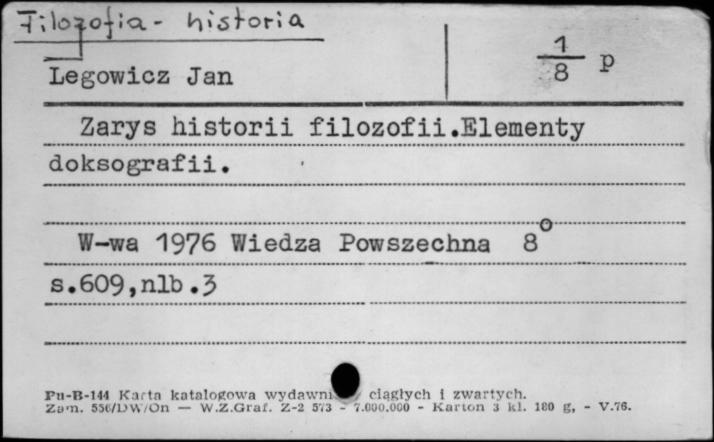 Filozofia - historia
Legowicz Jan
1/8 p
Zarys historii filozofii.Elementy
doksografii.
W-wa 1976 Wiedza Powszechna 8°
s.609,nlb.3
Pu-B-144 Karta katalogowa ciągłych i zwartych.
Zam. 556/DW/On — W.Z.Graf. Z-2 573 - 7.000.000 - Karton 3 kl. 180 g, - V.76.